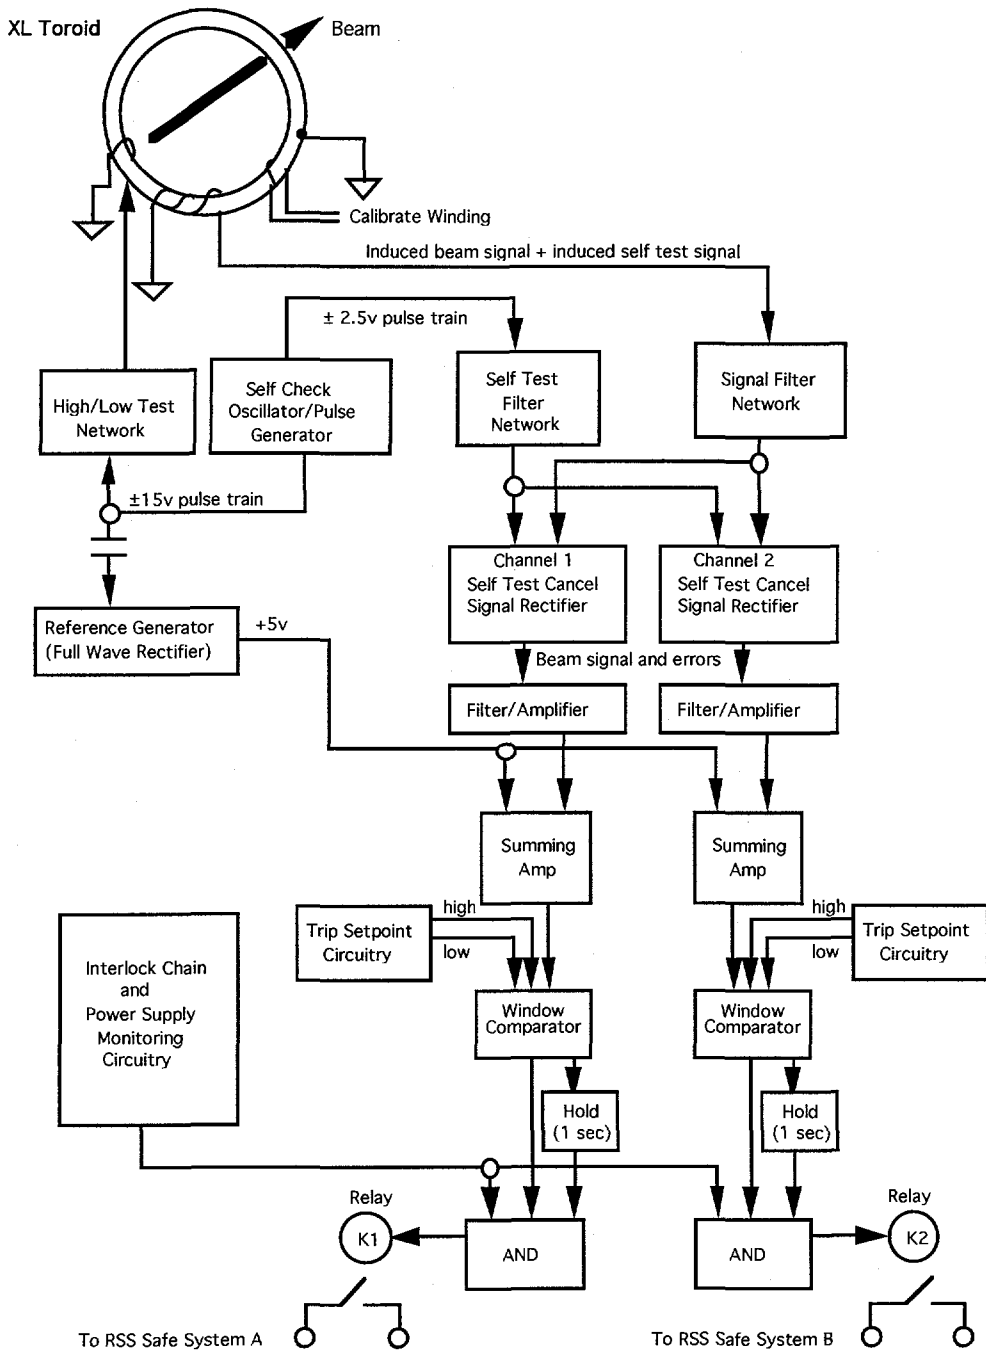 XL Toroid
Beam
Calibrate Winding
Induced beam signal + induced self test signal
± 2.5v pulse train
High/Low Test
Network
Self Check
Oscillator/Pulse
Generator
Self Test
Filter
Network
Signal Filter
Network
±15v pulse train
Channel 1
Self Test Cancel
Signal Rectifier
Channel 2
Self Test Cancel
Signal Rectifier
Reference Generator
(Full Wave Rectifier)
+5v
Beam signal and errors
Filter/Amplifier
Filter/Amplifier
Summing
Amp
Summing
Amp
high
low
Trip Setpoint
Circuitry
high
low
Trip Setpoint
Circuitry
Interlock Chain
and
Power Supply
Monitoring
Circuitry
Window
Comparator
Window
Comparator
Hold
(1 sec)
Hold
(1 sec)
Relay
K1
AND
AND
Relay
K2
To RSS Safe System A
To RSS Safe System B